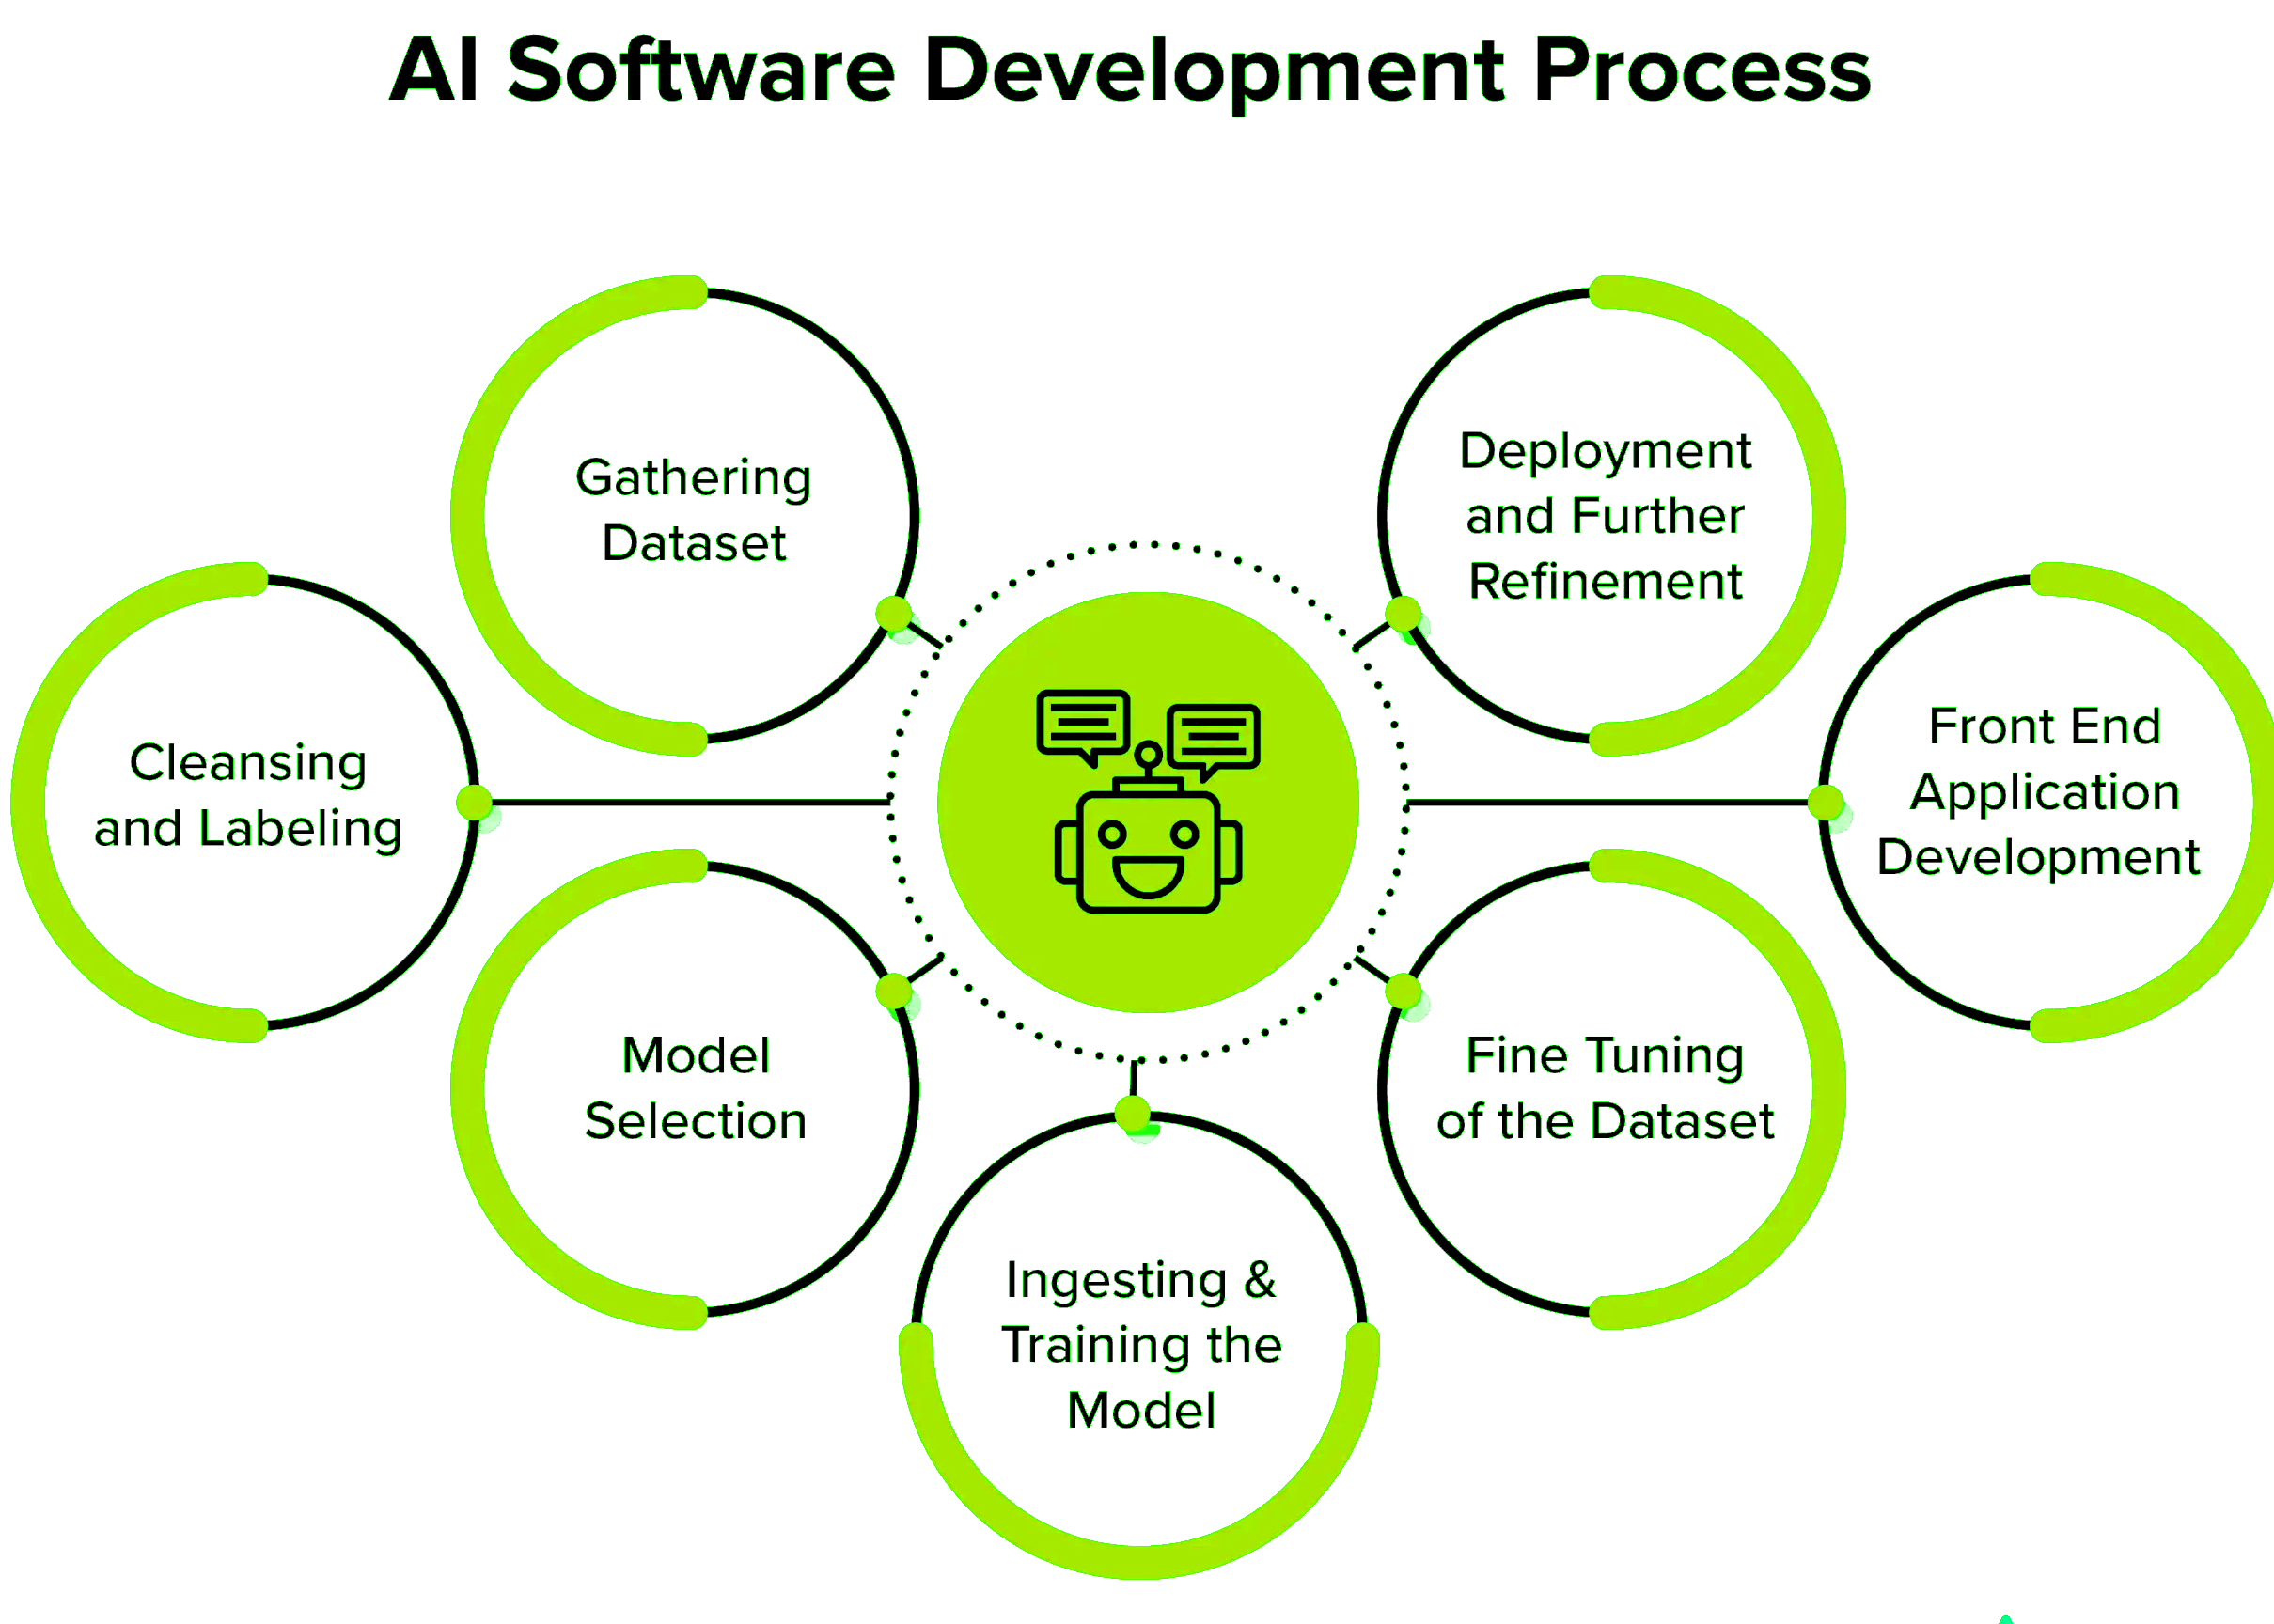 AI Software Development Process
Gathering
Dataset
Cleansing
and Labeling
Model
Selection
Ingesting &
Training the
Model
Fine Tuning
of the Dataset
Front End
Application
Development
Deployment
and Further
Refinement